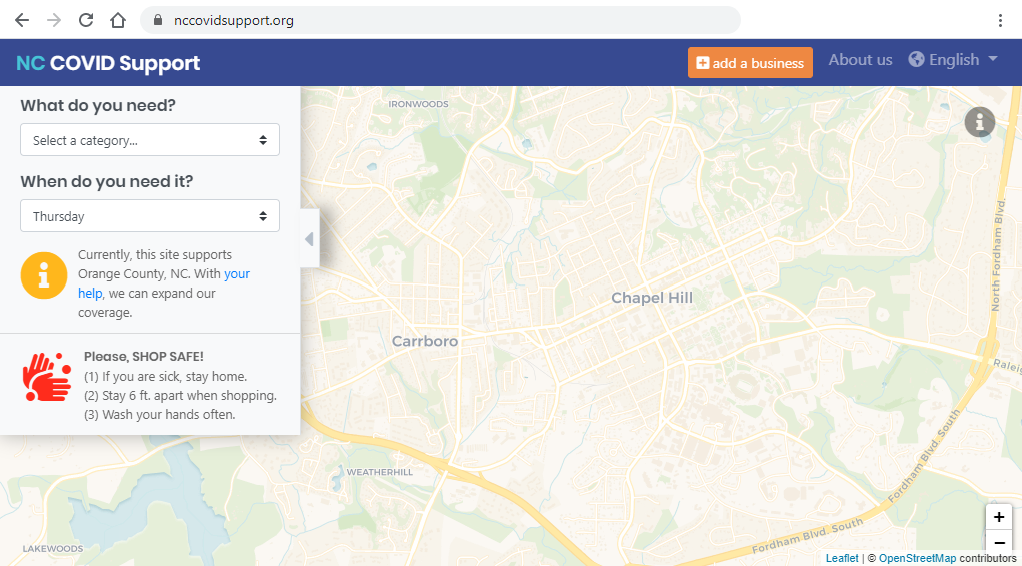 nccovidsupport.org
NC COVID Support
add a business
About us
English
What do you need?
Select a category...
When do you need it?
Thursday
Currently, this site supports
Orange County, NC. With your
help, we can expand our
coverage.
Please, SHOP SAFE!
(1) If you are sick, stay home.
(2) Stay 6 ft. apart when shopping.
(3) Wash your hands often.
IRONWOODS
Chapel Hill
Carrboro
North Fordham Blvd.
Raleig
WEATHERHILL
Fordham Blvd. South
Fordham Blvd. South
LAKEWOODS
+
−
Leaflet | © OpenStreetMap contributors